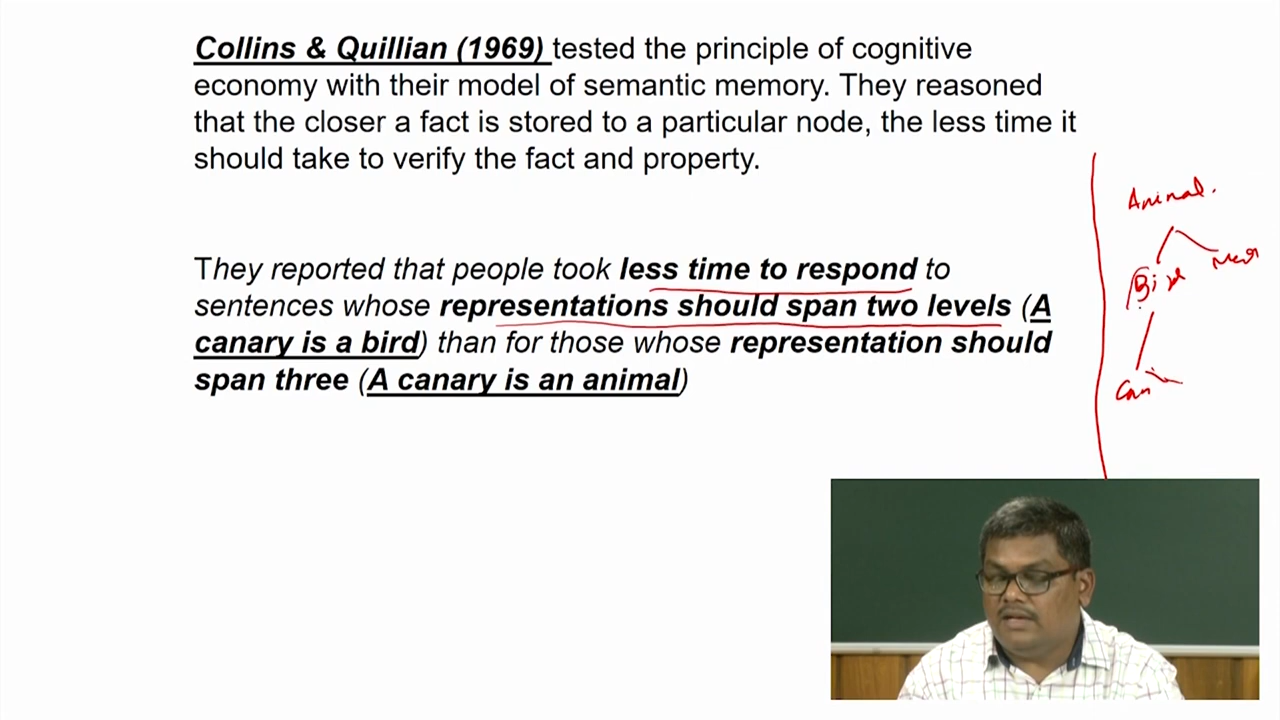 Collins & Quillian (1969) tested the principle of cognitive
economy with their model of semantic memory. They reasoned
that the closer a fact is stored to a particular node, the less time it
should take to verify the fact and property.
They reported that people took less time to respond to
sentences whose representations should span two levels (A
canary is a bird) than for those whose representation should
span three (A canary is an animal)
Animal.
Bird